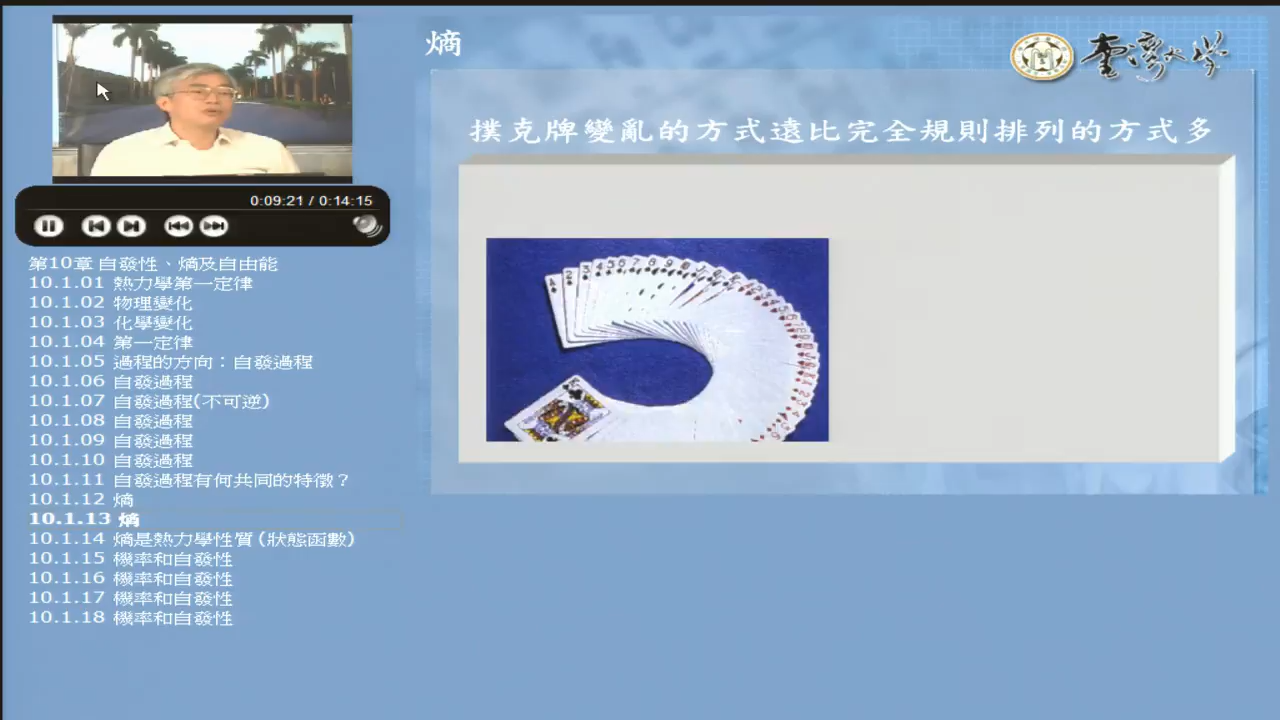 熵
臺灣大學
撲克牌變亂的方式遠比完全規則排列的方式多
0:09:21 / 0:14:15
第10章 自發性、熵及自由能
10.1.01 熱力學第一定律
10.1.02 物理變化
10.1.03 化學變化
10.1.04 第一定律
10.1.05 過程的方向：自發過程
10.1.06 自發過程
10.1.07 自發過程(不可逆)
10.1.08 自發過程
10.1.09 自發過程
10.1.10 自發過程
10.1.11 自發過程有何共同的特徵？
10.1.12 熵
10.1.13 熵
10.1.14 熵是熱力學性質(狀態函數)
10.1.15 機率和自發性
10.1.16 機率和自發性
10.1.17 機率和自發性
10.1.18 機率和自發性